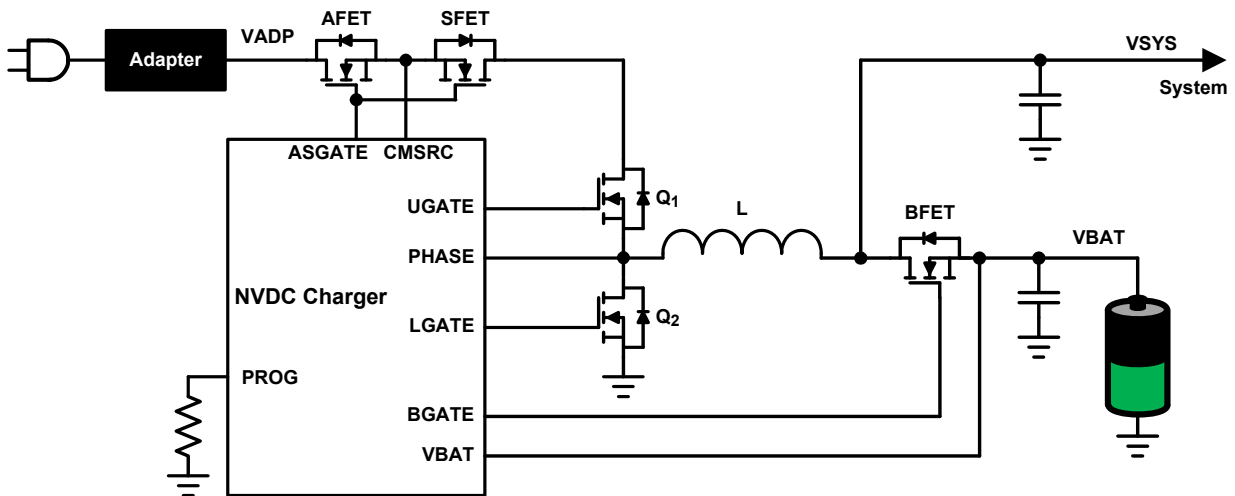 AFET
SFET
VADP
VSYS
Adapter
System
ASGATE
CMSRC
UGATE
Q1
L
BFET
VBAT
PHASE
NVDC Charger
LGATE
Q2
PROG
BGATE
VBAT